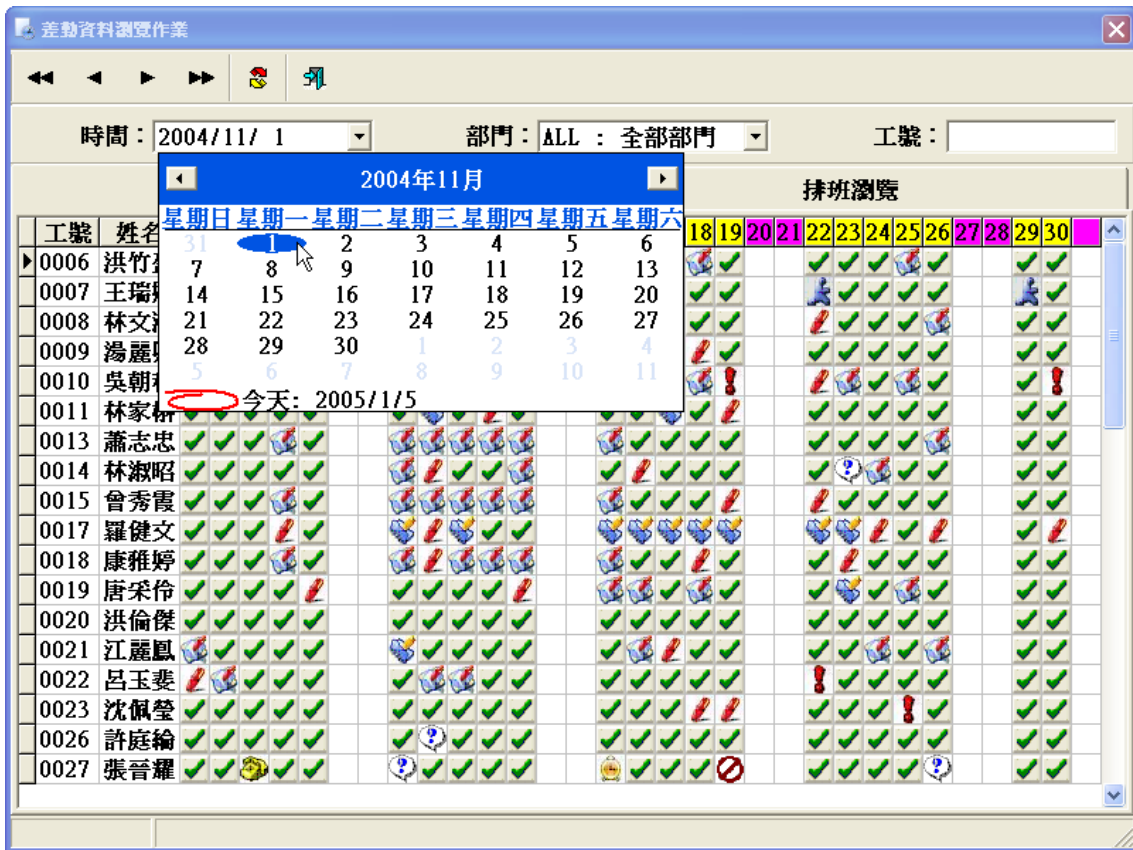 差勤資料瀏覽作業
時間：2004/11/ 1 部門：ALL : 全部部門 工號：
排班瀏覽
2004年11月
星期日 星期一 星期二 星期三 星期四 星期五 星期六
31 1 2 3 4 5 6
7 8 9 10 11 12 13
14 15 16 17 18 19 20
21 22 23 24 25 26 27
28 29 30 1 2 3 4
5 6 7 8 9 10 11
今天: 2005/1/5
工號 姓名 18 19 20 21 22 23 24 25 26 27 28 29 30
0006 洪竹
0007 王瑞
0008 林文
0009 湯麗
0010 吳朝
0011 林家
0013 蕭志忠
0014 林淑昭
0015 曾秀霞
0017 羅健文
0018 康雅婷
0019 唐采伶
0020 洪倫傑
0021 江麗鳳
0022 呂玉婓
0023 沈佩瑩
0026 許庭綸
0027 張晉耀